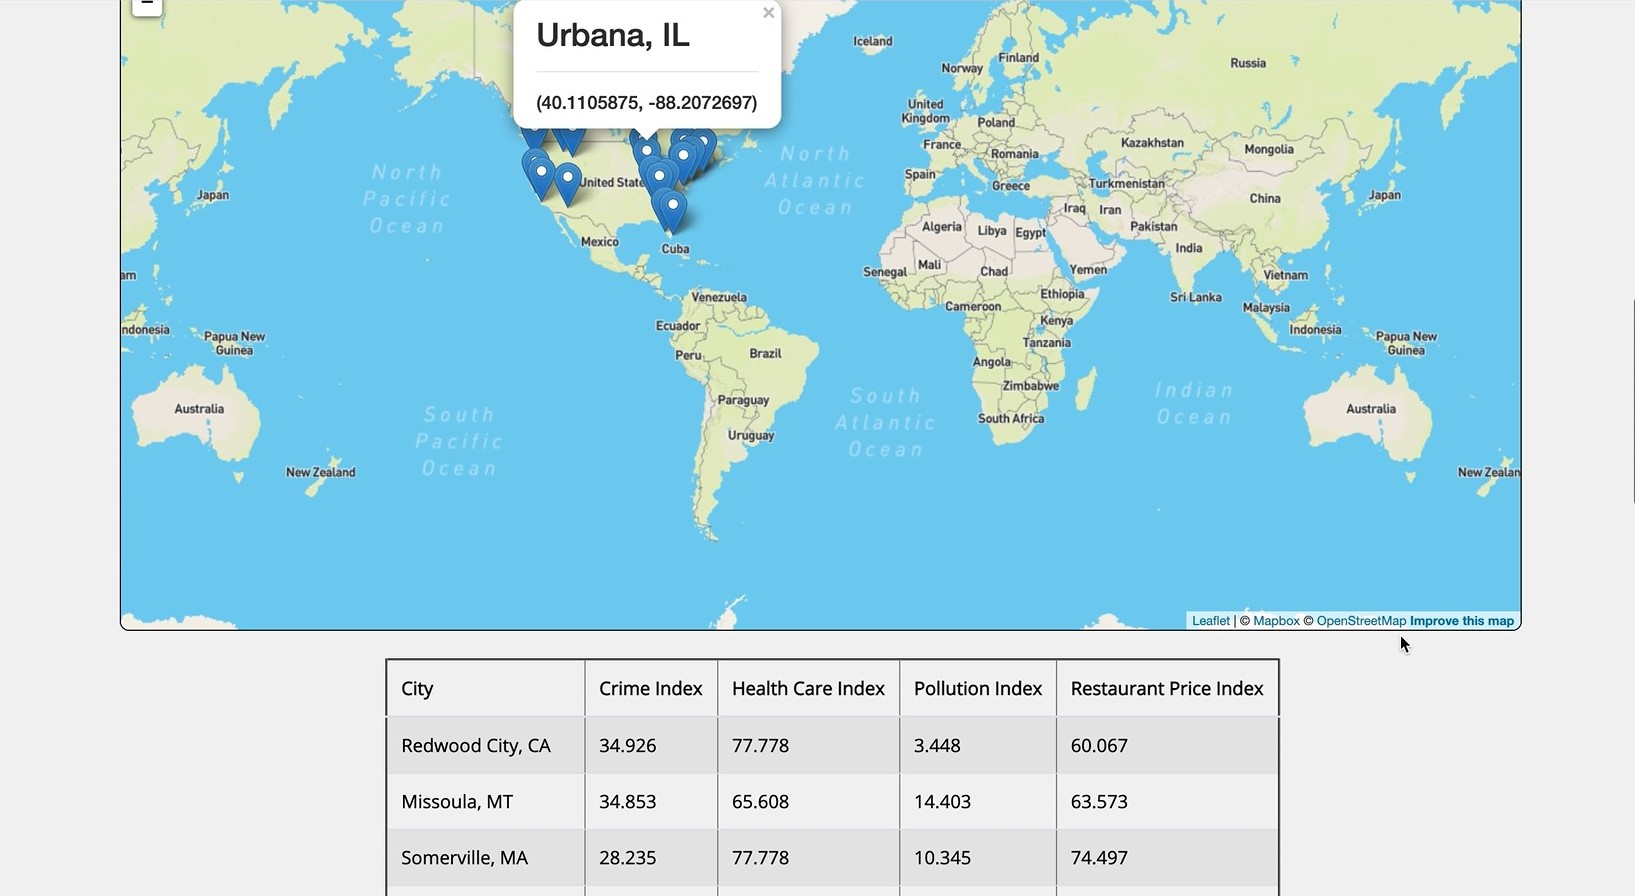 −
Urbana, IL
×
(40.1105875, -88.2072697)
Iceland
Finland
Norway
Russia
United
Kingdom
Poland
France
Kazakhstan
Mongolia
Romania
Spain
Greece
Turkmenistan
Japan
North
Pacific
Ocean
United State
North
Atlantic
Ocean
China
Japan
Iraq
Iran
Algeria
Libya
Egypt
Pakistan
India
Mexico
Cuba
Senegal
Mali
Chad
Yemen
am
Vietnam
Venezuela
Ethiopia
Sri Lanka
Cameroon
Malaysia
Ecuador
Kenya
ndonesia
Indonesia
Papua New
Guinea
Tanzania
Papua New
Guinea
Peru
Brazil
Angola
Zimbabwe
Paraguay
South
Atlantic
Ocean
Indian
Ocean
Australia
South
Pacific
Ocean
South Africa
Australia
Uruguay
New Zealand
New Zealan
Leaflet | © Mapbox © OpenStreetMap Improve this map
City Crime Index Health Care Index Pollution Index Restaurant Price Index
Redwood City, CA 34.926 77.778 3.448 60.067
Missoula, MT 34.853 65.608 14.403 63.573
Somerville, MA 28.235 77.778 10.345 74.497